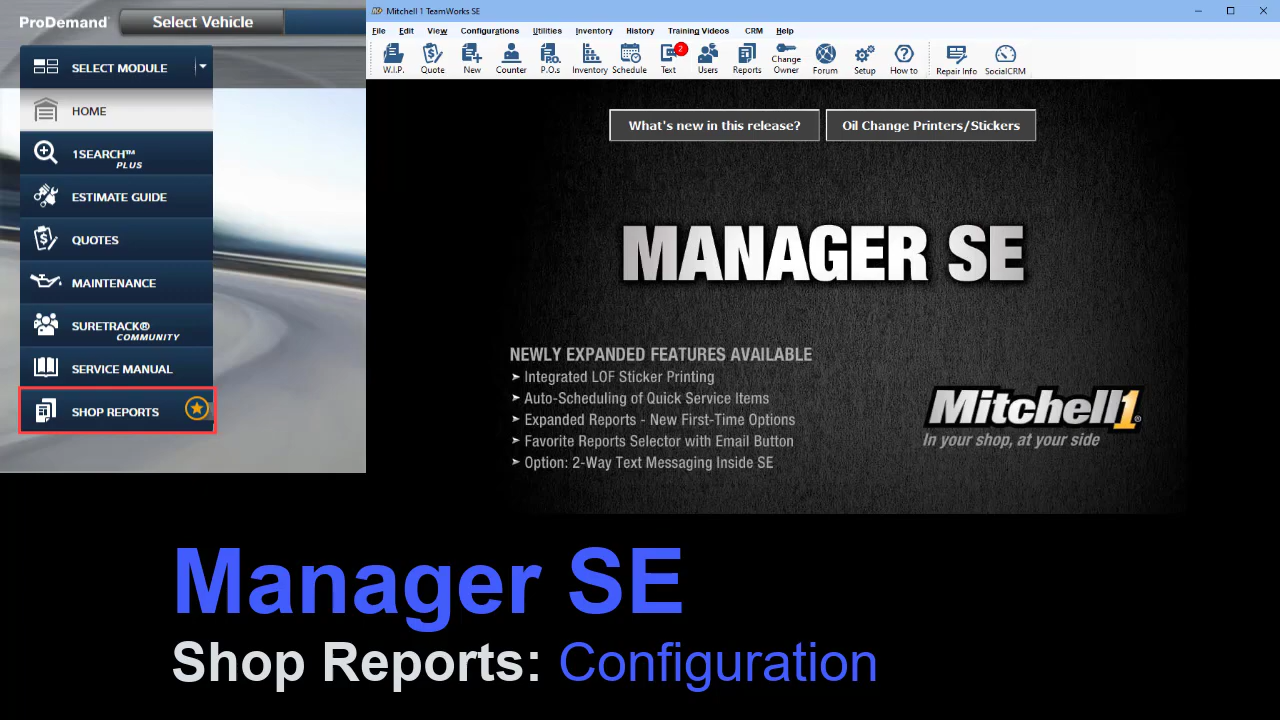 ProDemand
Select Vehicle
SELECT MODULE
HOME
1SEARCH™
PLUS
ESTIMATE GUIDE
QUOTES
MAINTENANCE
SURETRACK®
COMMUNITY
SERVICE MANUAL
SHOP REPORTS
Mitchell 1 TeamWorks SE
File Edit View Configurations Utilities Inventory History Training Videos CRM Help
2
W.I.P. Quote New Counter P.O.s Inventory Schedule Text Users Reports Change Owner Forum Setup How to Repair Info SocialCRM
What's new in this release? Oil Change Printers/Stickers
MANAGER SE
NEWLY EXPANDED FEATURES AVAILABLE
➤ Integrated LOF Sticker Printing
➤ Auto-Scheduling of Quick Service Items
➤ Expanded Reports - New First-Time Options
➤ Favorite Reports Selector with Email Button
➤ Option: 2-Way Text Messaging Inside SE
Mitchell1®
In your shop, at your side
Manager SE
Shop Reports: Configuration